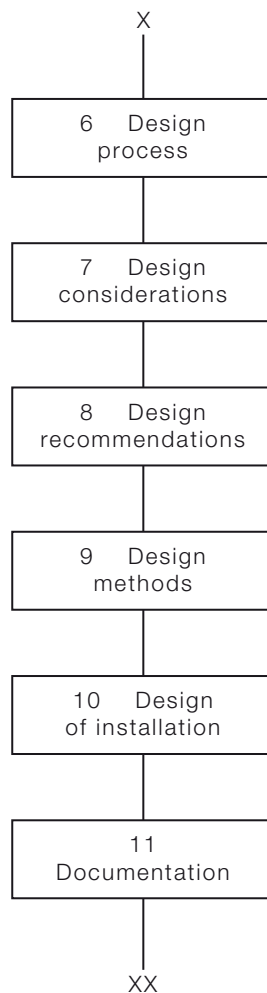 X
6 Design
process
7 Design
considerations
8 Design
recommendations
9 Design
methods
10 Design
of installation
11
Documentation
XX